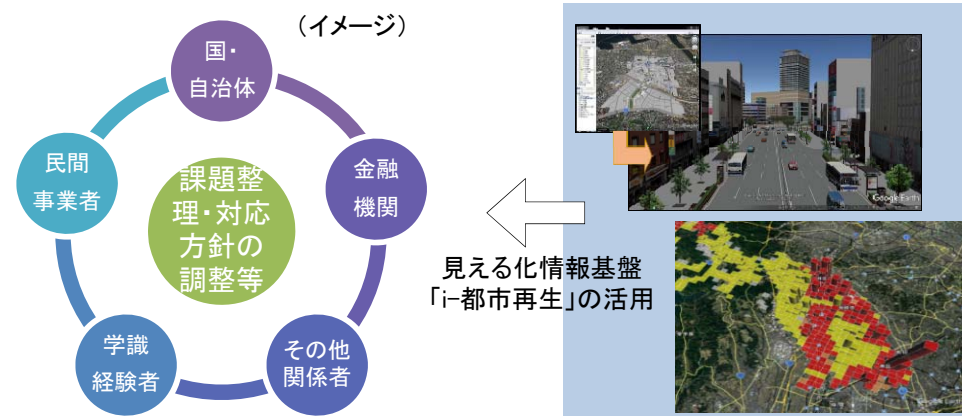 （イメージ）
国・
自治体
民間
事業者
金融
機関
課題整
理・対応
方針の
調整等
学識
経験者
その他
関係者
見える化情報基盤
「i-都市再生」の活用
Google Earth
Google Earth